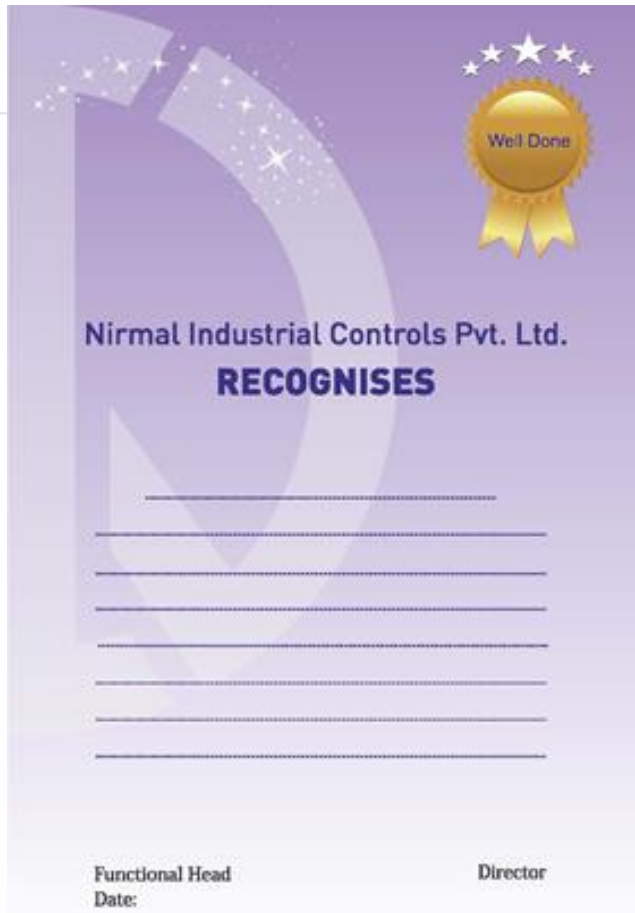 Well Done
Nirmal Industrial Controls Pvt. Ltd.
RECOGNISES
Functional Head
Director
Date: